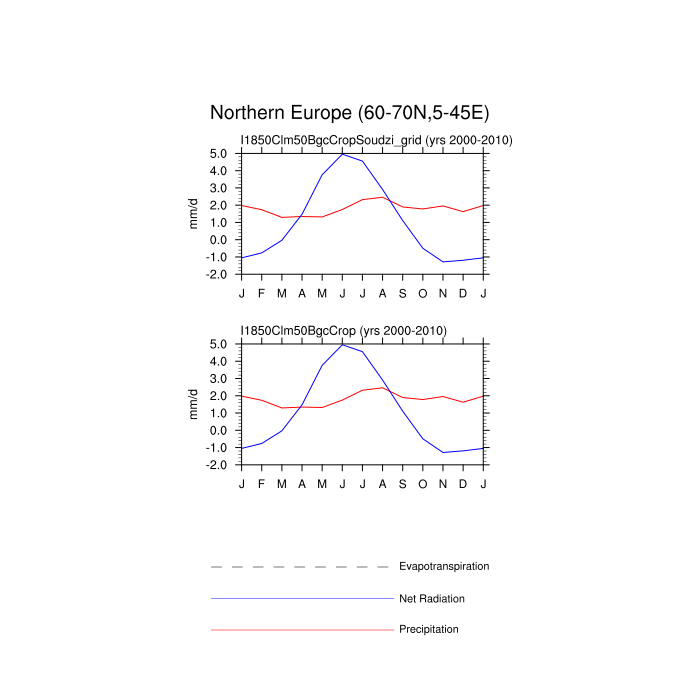 Northern Europe (60-70N,5-45E)
I1850Clm50BgcCropSoudzi_grid (yrs 2000-2010)
5.0
4.0
3.0
2.0
1.0
0.0
-1.0
-2.0
mm/d
J F M A M J J A S O N D J
I1850Clm50BgcCrop (yrs 2000-2010)
5.0
4.0
3.0
2.0
1.0
0.0
-1.0
-2.0
mm/d
J F M A M J J A S O N D J
Evapotranspiration
Net Radiation
Precipitation